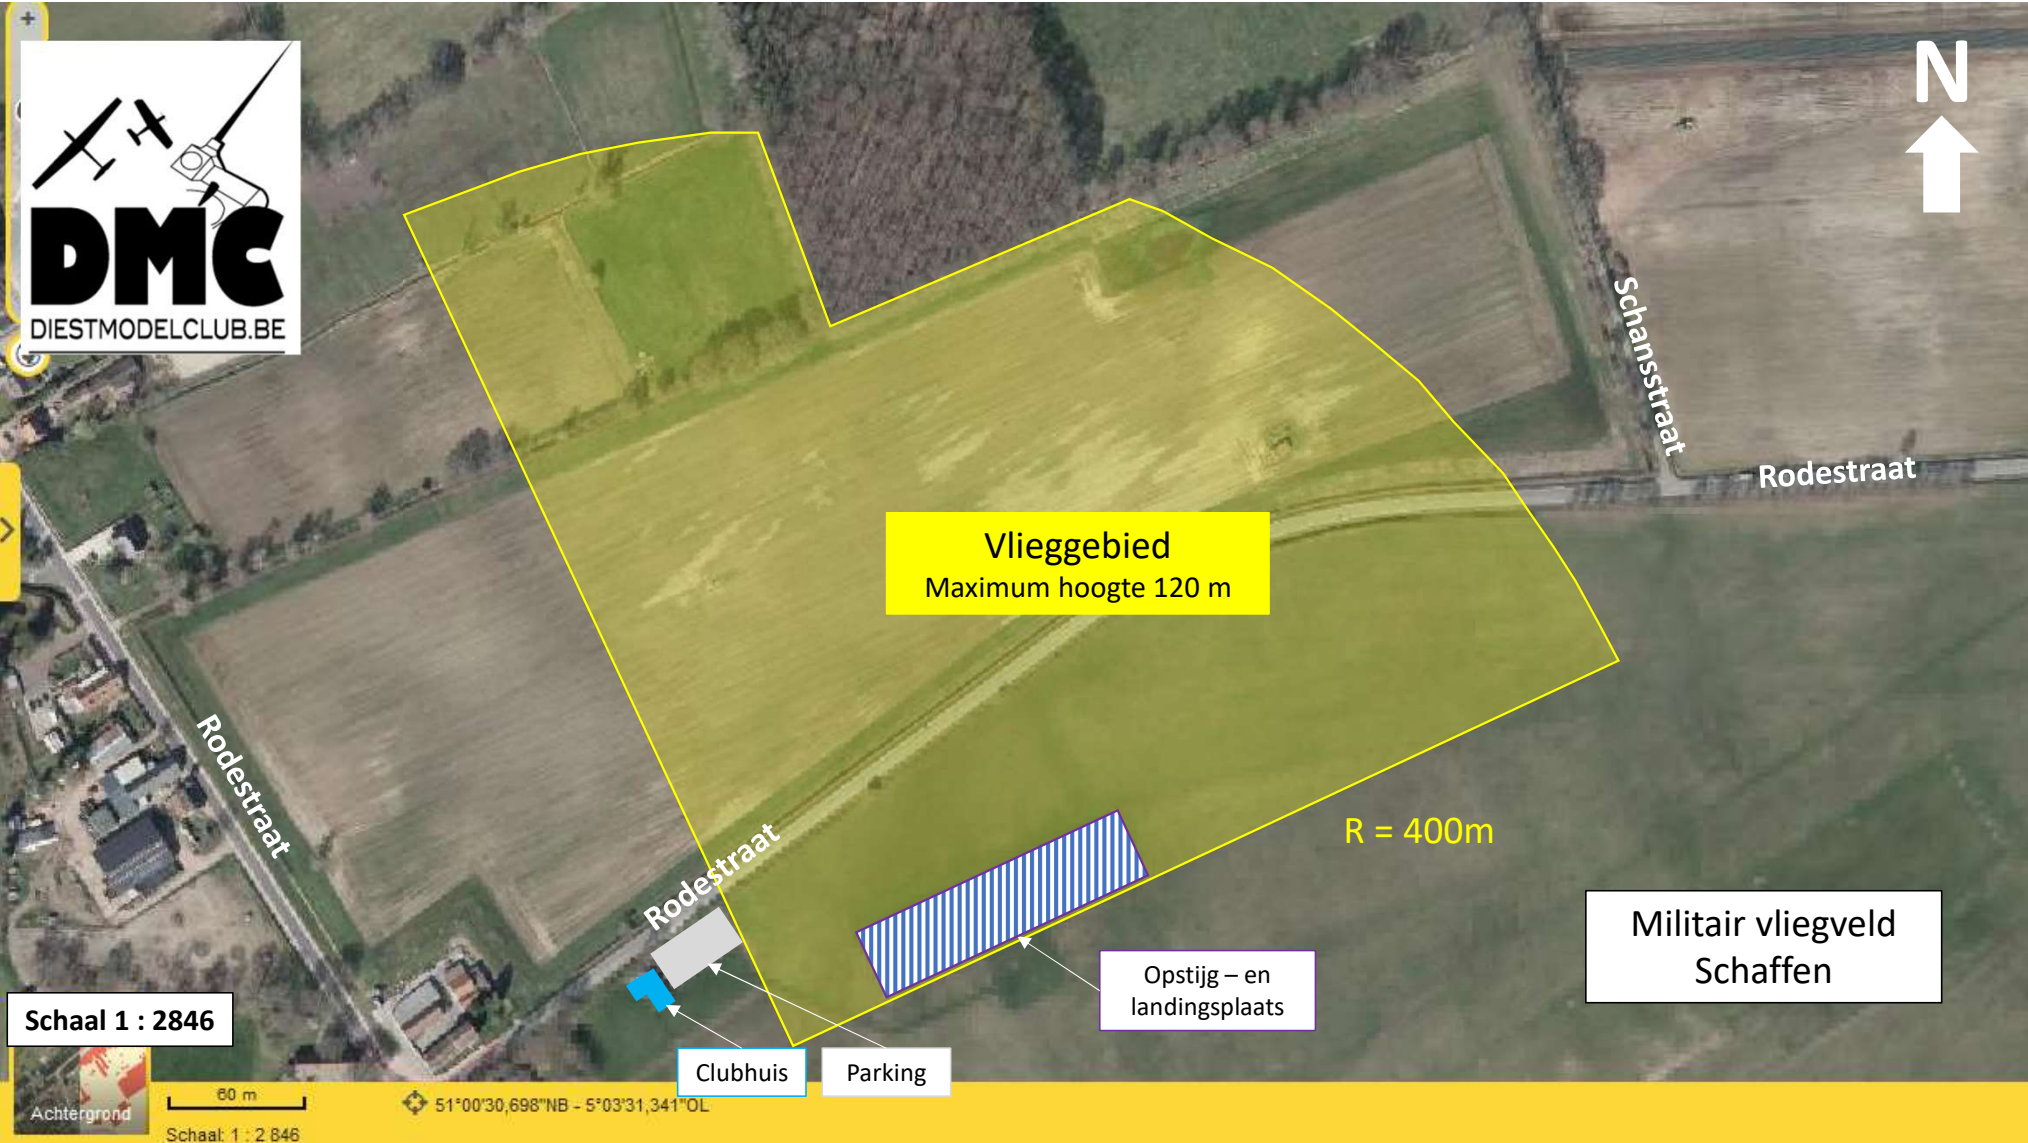 N
DMC
DIESTMODELCLUB.BE
Schansstraat
Rodestraat
Vlieggebied
Maximum hoogte 120 m
Rodestraat
Rodestraat
R = 400m
Militair vliegveld
Schaffen
Opstijg – en
landingsplaats
Schaal 1 : 2846
Clubhuis
Parking
Achtergrond
60 m
51°00'30,698"NB - 5°03'31,341"OL
Schaal: 1 : 2 846